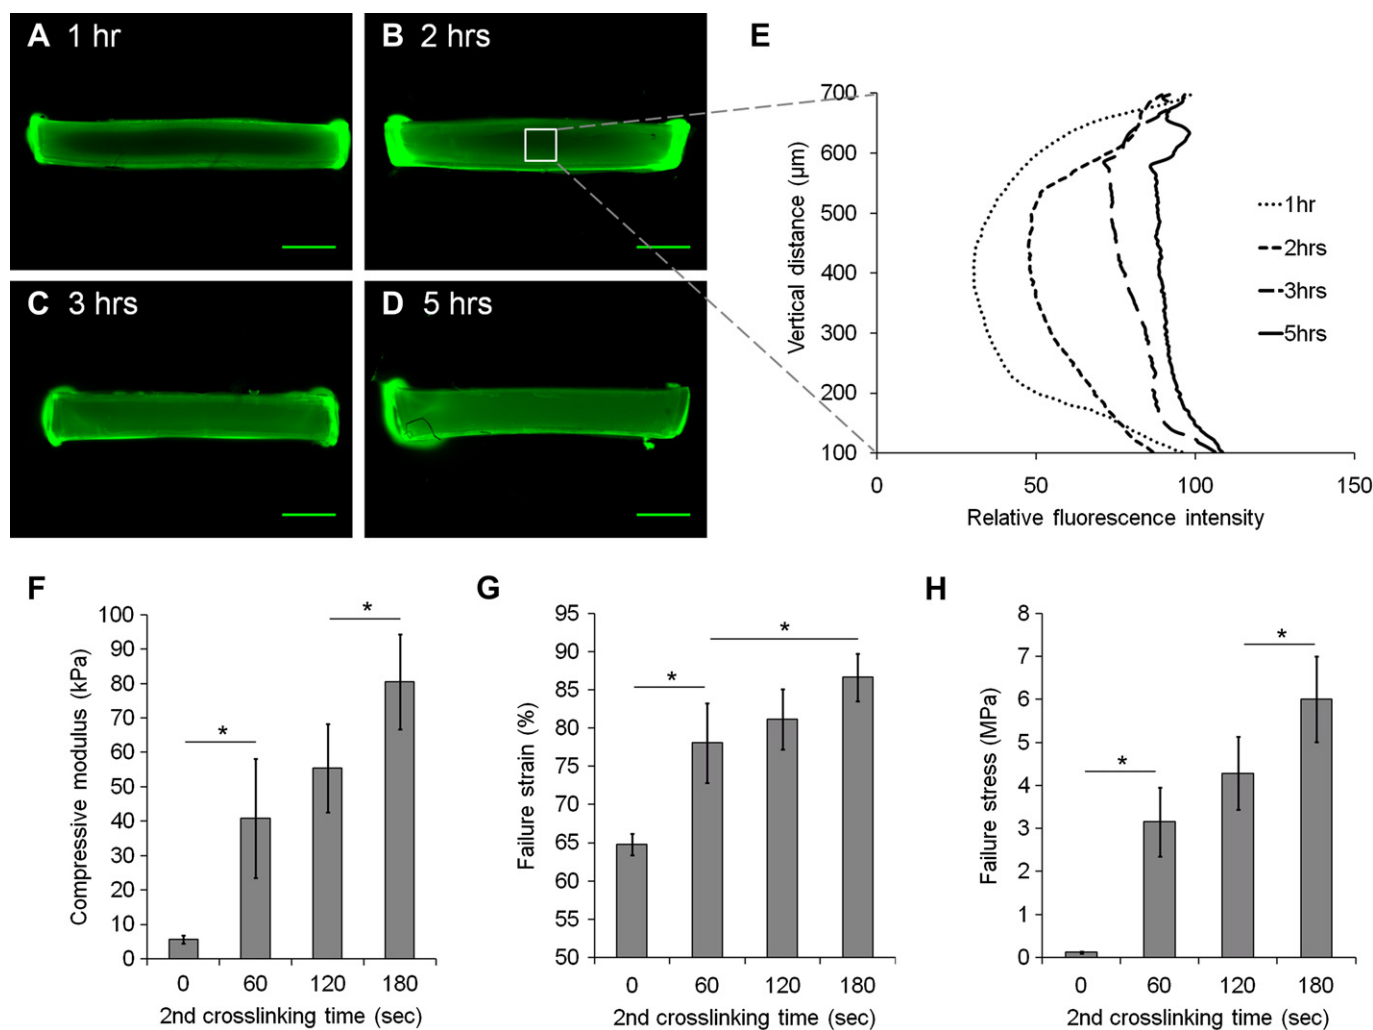 A 1 hr
B 2 hrs
E
C 3 hrs
D 5 hrs
700
600
500
400
300
200
100
Vertical distance (µm)
0 50 100 150
Relative fluorescence intensity
1hr
2hrs
3hrs
5hrs
F
100
90
80
70
60
50
40
30
20
10
0
Compressive modulus (kPa)
* *
0 60 120 180
2nd crosslinking time (sec)
G
95
90
85
80
75
70
65
60
55
50
Failure strain (%)
* *
0 60 120 180
2nd crosslinking time (sec)
H
8
7
6
5
4
3
2
1
0
Failure stress (MPa)
* *
0 60 120 180
2nd crosslinking time (sec)